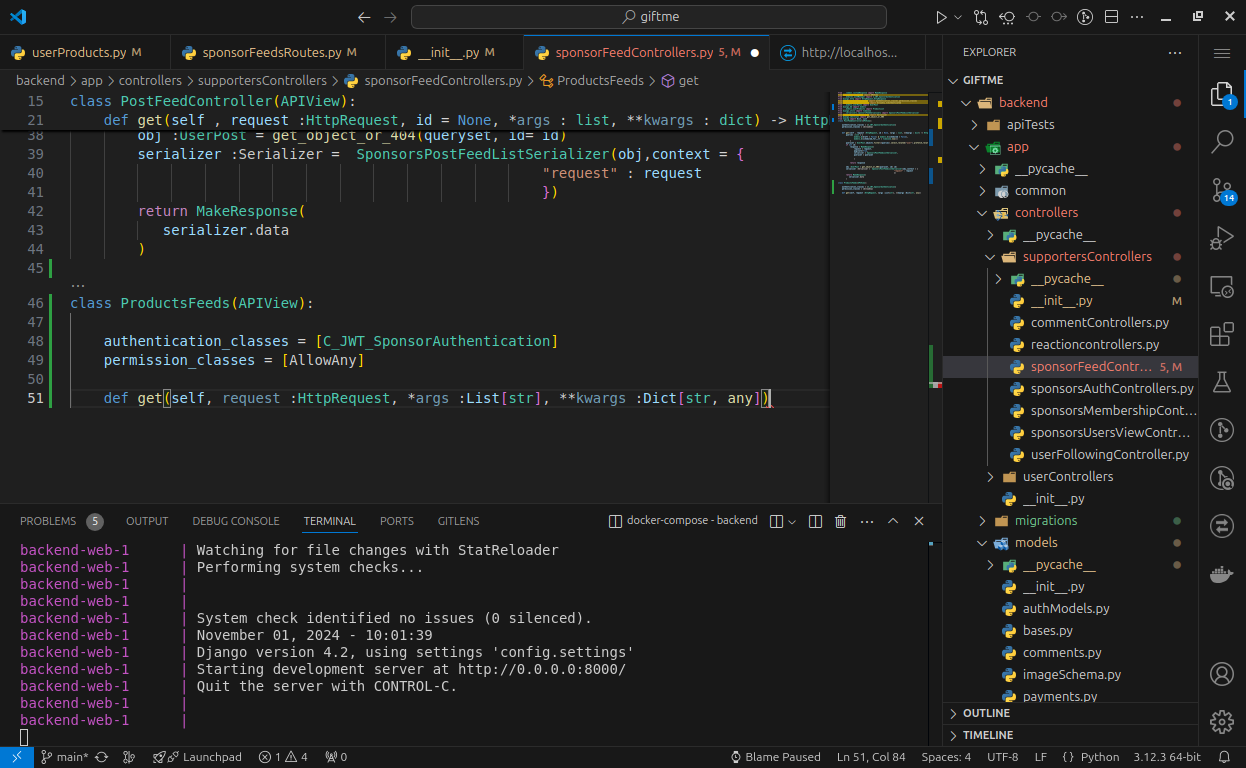 giftme
userProducts.py M
sponsorFeedsRoutes.py M
__init__.py M
sponsorFeedControllers.py 5, M
http://localhos...
backend > app > controllers > supportersControllers > sponsorFeedControllers.py > ProductsFeeds > get
15 class PostFeedController(APIView):
21 def get(self , request :HttpRequest, id = None, *args : list, **kwargs : dict) -> Http
38 obj :UserPost = get_object_or_404(queryset, id= id)
39 serializer :Serializer = SponsorsPostFeedListSerializer(obj,context = {
40 "request" : request
41 })
42 return MakeResponse(
43 serializer.data
44 )
45
...
46 class ProductsFeeds(APIView):
47
48 authentication_classes = [C_JWT_SponsorAuthentication]
49 permission_classes = [AllowAny]
50
51 def get(self, request :HttpRequest, *args :List[str], **kwargs :Dict[str, any])
PROBLEMS 5 OUTPUT DEBUG CONSOLE TERMINAL PORTS GITLENS
docker-compose - backend
backend-web-1 | Watching for file changes with StatReloader
backend-web-1 | Performing system checks...
backend-web-1 |
backend-web-1 |
backend-web-1 | System check identified no issues (0 silenced).
backend-web-1 | November 01, 2024 - 10:01:39
backend-web-1 | Django version 4.2, using settings 'config.settings'
backend-web-1 | Starting development server at http://0.0.0.0:8000/
backend-web-1 | Quit the server with CONTROL-C.
backend-web-1 |
backend-web-1 |
EXPLORER
GIFTME
backend
apiTests
app
__pycache__
common
controllers
__pycache__
supportersControllers
__pycache__
__init__.py M
commentControllers.py
reactioncontrollers.py
sponsorFeedContr... 5, M
sponsorsAuthControllers.py
sponsorsMembershipCont...
sponsorsUsersViewContr...
userFollowingController.py
userControllers
__init__.py
migrations
models
__pycache__
__init__.py
authModels.py
bases.py
comments.py
imageSchema.py
payments.py
OUTLINE
TIMELINE
1
14
main*
Launchpad
1 4
0
Blame Paused
Ln 51, Col 84
Spaces: 4
UTF-8
LF
{ } Python
3.12.3 64-bit